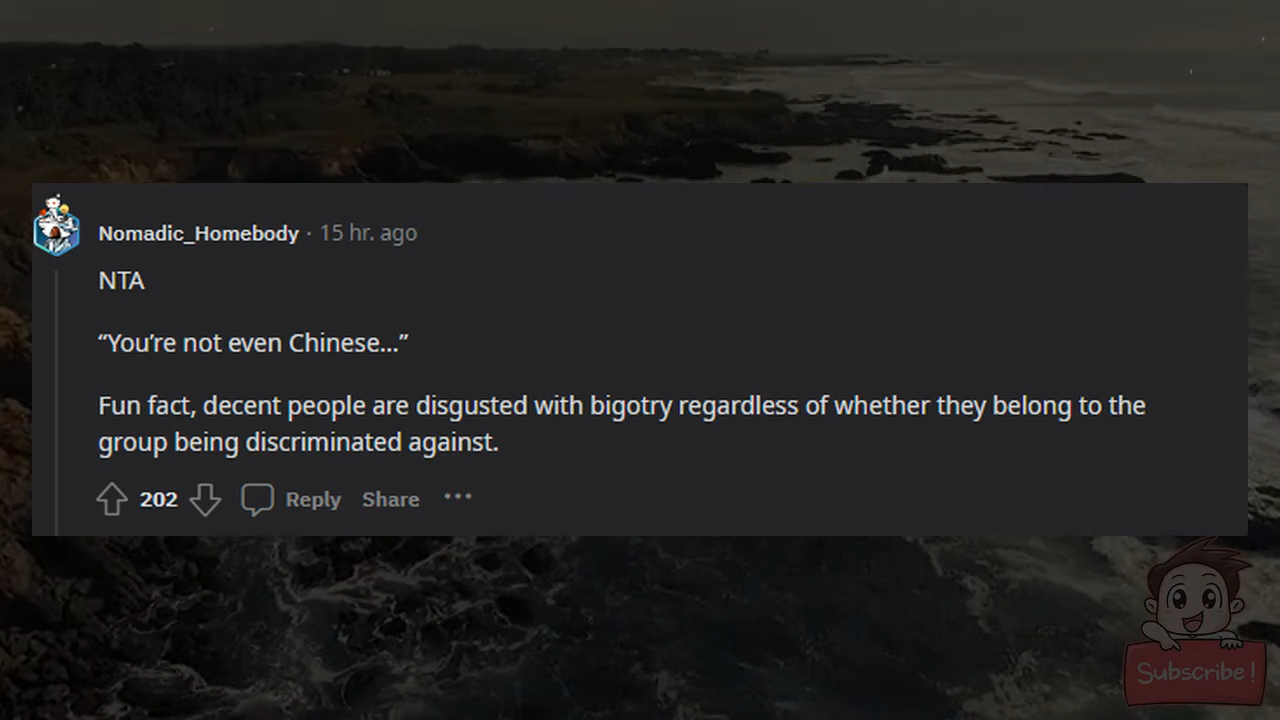 Nomadic_Homebody · 15 hr. ago
NTA
“You’re not even Chinese...”
Fun fact, decent people are disgusted with bigotry regardless of whether they belong to the
group being discriminated against.
202 Reply Share ···
Subscribe!